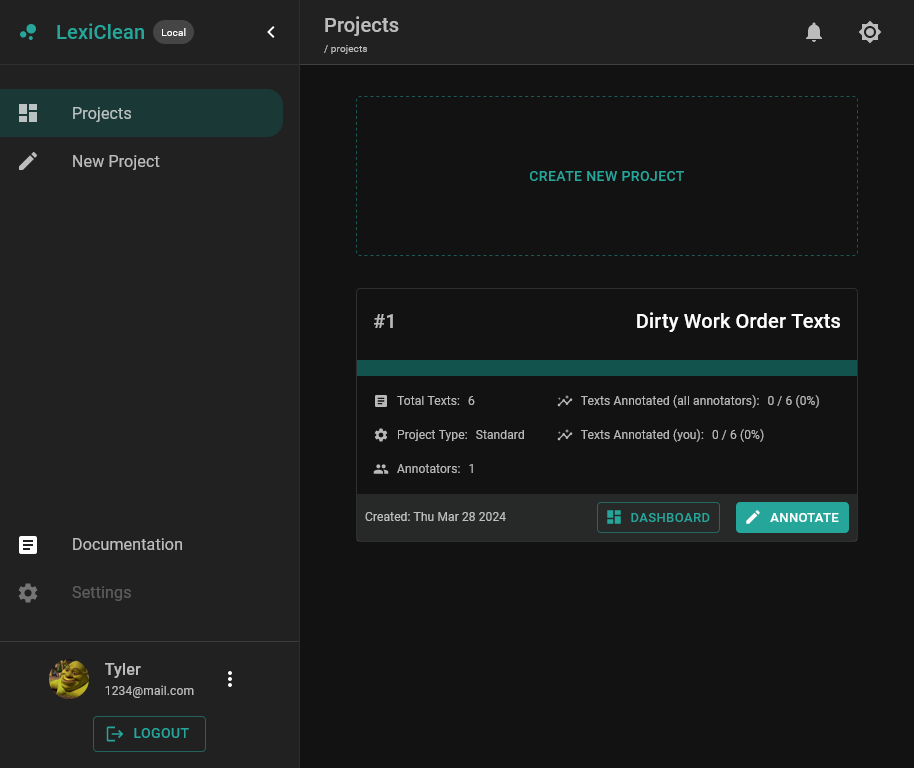 LexiClean Local
Projects
New Project
Documentation
Settings
Tyler
1234@mail.com
LOGOUT
Projects
/ projects
CREATE NEW PROJECT
#1 Dirty Work Order Texts
Total Texts: 6 Texts Annotated (all annotators): 0 / 6 (0%)
Project Type: Standard Texts Annotated (you): 0 / 6 (0%)
Annotators: 1
Created: Thu Mar 28 2024 DASHBOARD ANNOTATE